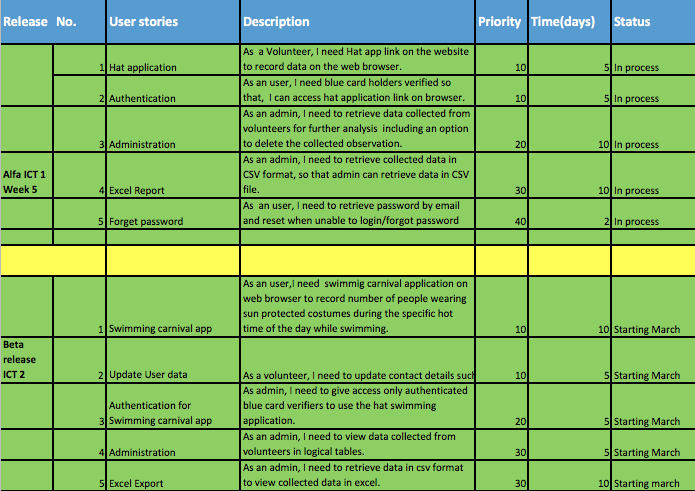 Release No. User stories Description Priority Time(days) Status
As a Volunteer, I need Hat app link on the website
1 Hat application to record data on the web browser. 10 5 In process
As an user, I need blue card holders verified so
2 Authentication that, I can access hat application link on browser. 10 5 In process
As an admin, I need to retrieve data collected from
volunteers for further analysis including an option
3 Administration to delete the collected observation. 20 10 In process
As an admin, I need to retrieve collected data in
Alfa ICT 1 CSV format, so that admin can retrieve data in CSV
Week 5 4 Excel Report file. 30 10 In process
As an user, I need to retrieve password by email
5 Forget password and reset when unable to login/forgot password 40 2 In process
As an user,I need swimmig carnival application on
web browser to record number of people wearing
sun protected costumes during the specific hot
1 Swimming carnival app time of the day while swimming. 10 10 Starting March
Beta
release
ICT 2 2 Update User data As a volunteer, I need to update contact details such 10 5 Starting March
As admin, I need to give access only authenticated
Authentication for blue card verifiers to use the hat swimming
3 Swimming carnival app application. 20 5 Starting March
As an admin, I need to view data collected from
4 Administration volunteers in logical tables. 30 5 Starting March
As an admin, I need to retrieve data in csv format
5 Excel Export to view collected data in excel. 30 10 Starting march